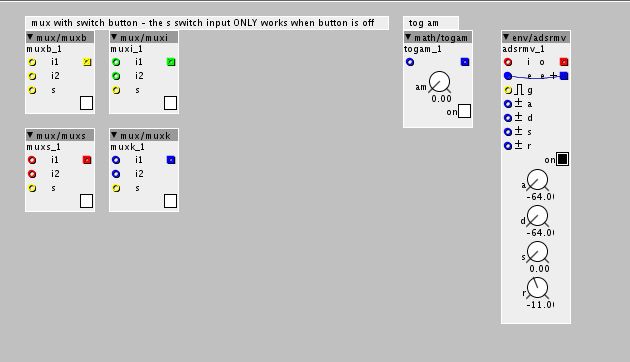 mux with switch button - the s switch input ONLY works when button is off
tog am
mux/muxb
muxb_1
i1
i2
s
mux/muxi
muxi_1
i1
i2
s
math/togam
togam_1
am
0.00
on
env/adsrmv
adsrmv_1
i o
e e
g
± a
± d
± s
± r
on
a
-64.0
d
-64.0
s
0.00
r
-11.0
mux/muxs
muxs_1
i1
i2
s
mux/muxk
muxk_1
i1
i2
s